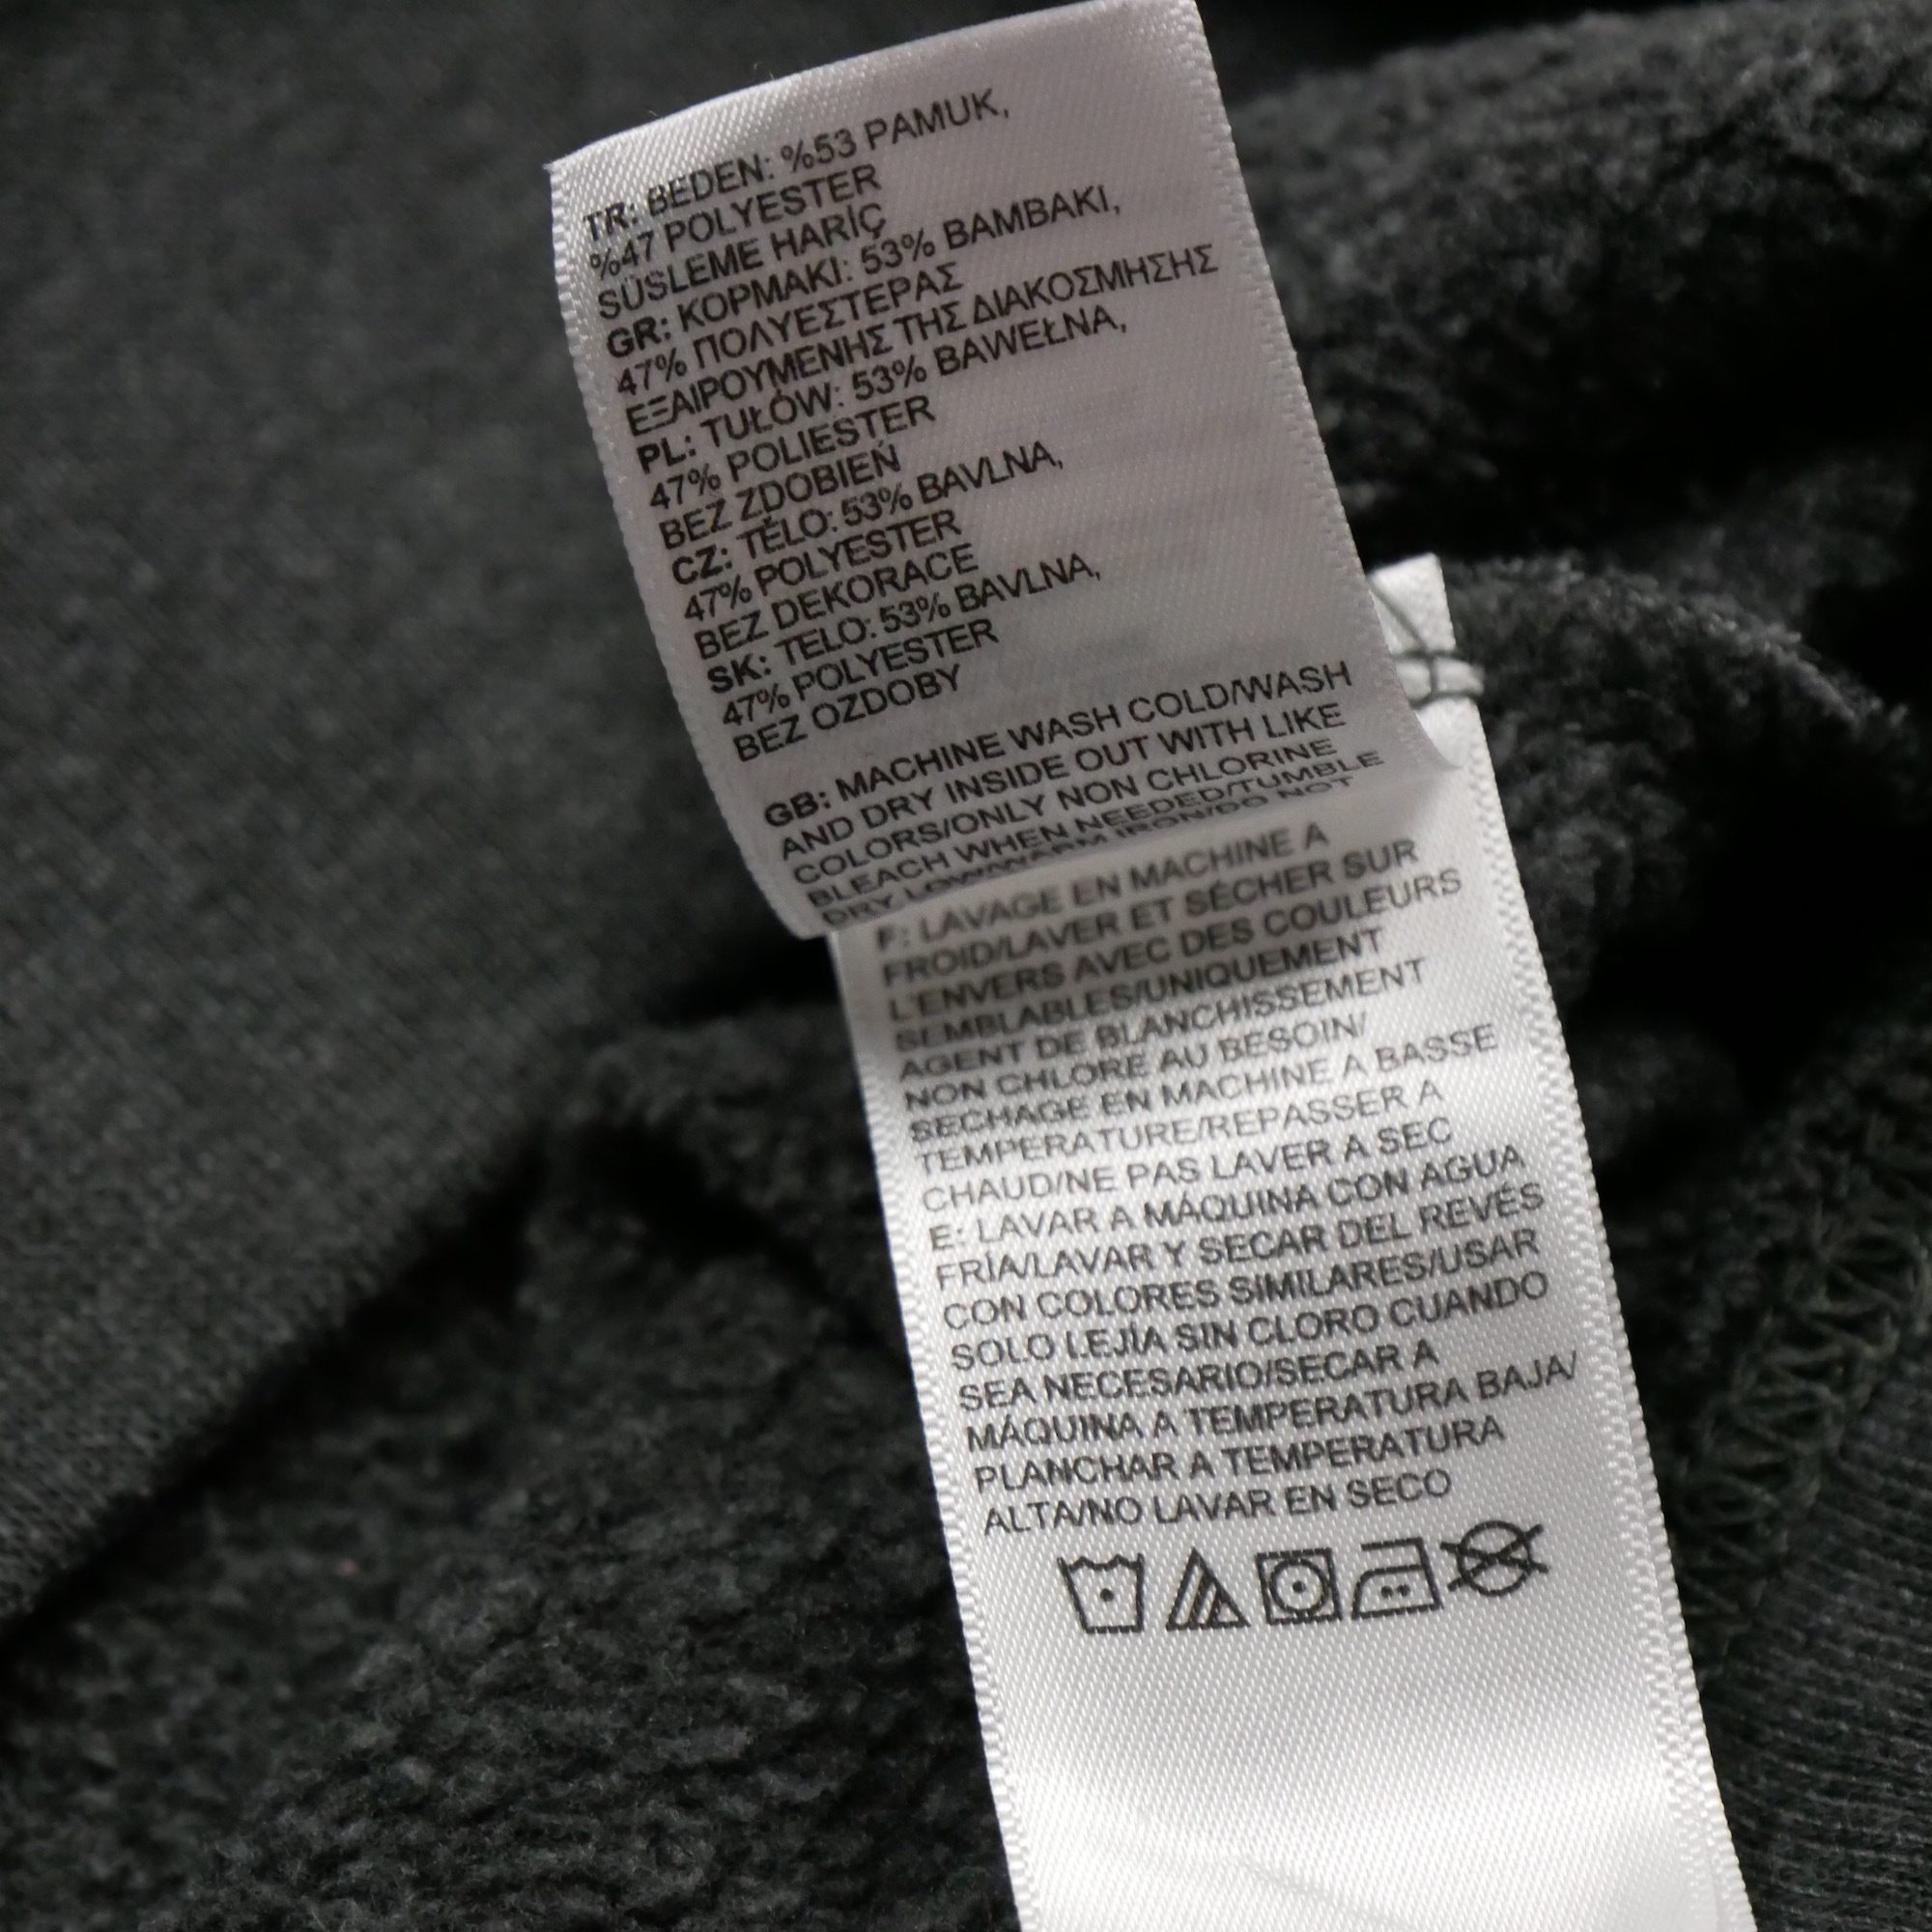 TR: BEDEN: %53 PAMUK,
%47 POLYESTER
SÜSLEME HARİÇ
GR: ΚΟΡΜΑΚΙ: 53% ΒΑΜΒΑΚΙ,
47% ΠΟΛΥΕΣΤΕΡΑΣ
ΕΞΑΙΡΟΥΜΕΝΗΣ ΤΗΣ ΔΙΑΚΟΣΜΗΣΗΣ
PL: TUŁÓW: 53% BAWEŁNA,
47% POLIESTER
BEZ ZDOBIEŃ
CZ: TĚLO: 53% BAVLNA,
47% POLYESTER
BEZ DEKORACE
SK: TELO: 53% BAVLNA,
47% POLYESTER
BEZ OZDOBY
GB: MACHINE WASH COLD/WASH
AND DRY INSIDE OUT WITH LIKE
COLORS/ONLY NON CHLORINE
BLEACH WHEN NEEDED/TUMBLE
DRY LOW/WARM IRON/DO NOT
F: LAVAGE EN MACHINE A
FROID/LAVER ET SÉCHER SUR
L'ENVERS AVEC DES COULEURS
SEMBLABLES/UNIQUEMENT
AGENT DE BLANCHISSEMENT
NON CHLORE AU BESOIN/
SECHAGE EN MACHINE A BASSE
TEMPERATURE/REPASSER A
CHAUD/NE PAS LAVER A SEC
E: LAVAR A MÁQUINA CON AGUA
FRÍA/LAVAR Y SECAR DEL REVÉS
CON COLORES SIMILARES/USAR
SOLO LEJÍA SIN CLORO CUANDO
SEA NECESARIO/SECAR A
MÁQUINA A TEMPERATURA BAJA/
PLANCHAR A TEMPERATURA
ALTA/NO LAVAR EN SECO